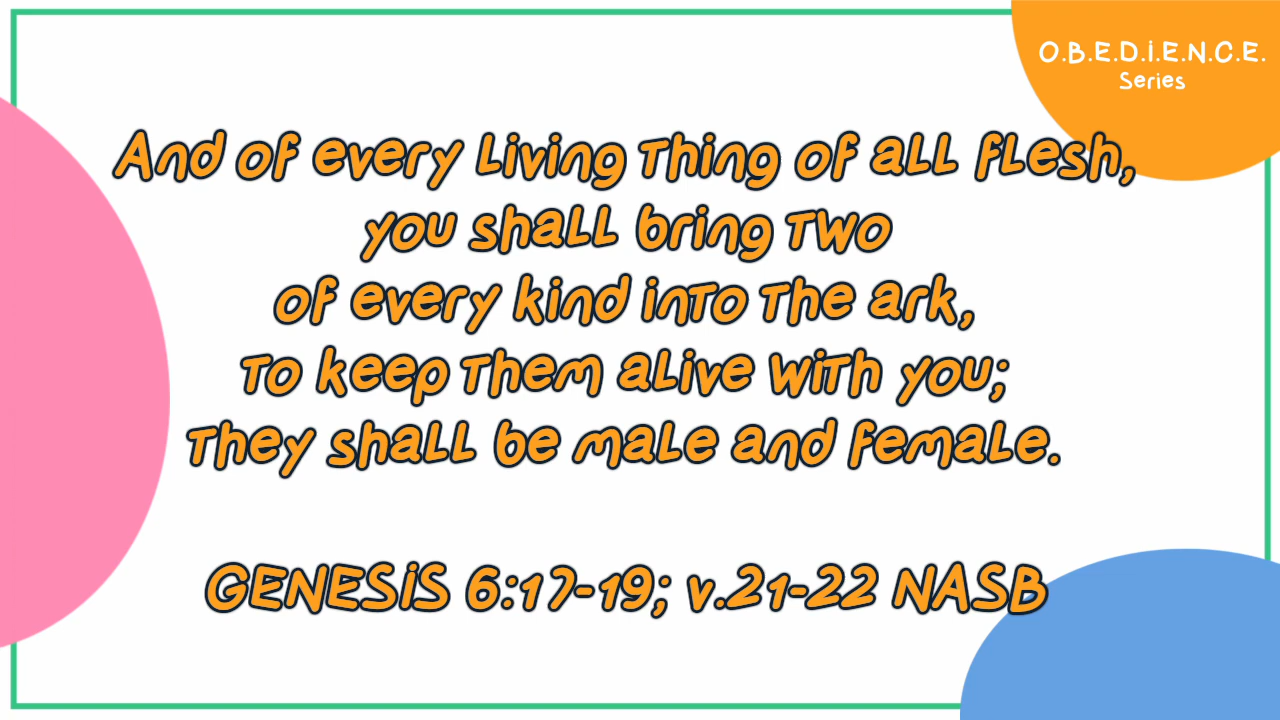 O.B.E.D.I.E.N.C.E.
Series
And of every living thing of all flesh,
you shall bring two
of every kind into the ark,
to keep them alive with you;
they shall be male and female.
GENESIS 6:17-19; v.21-22 NASB